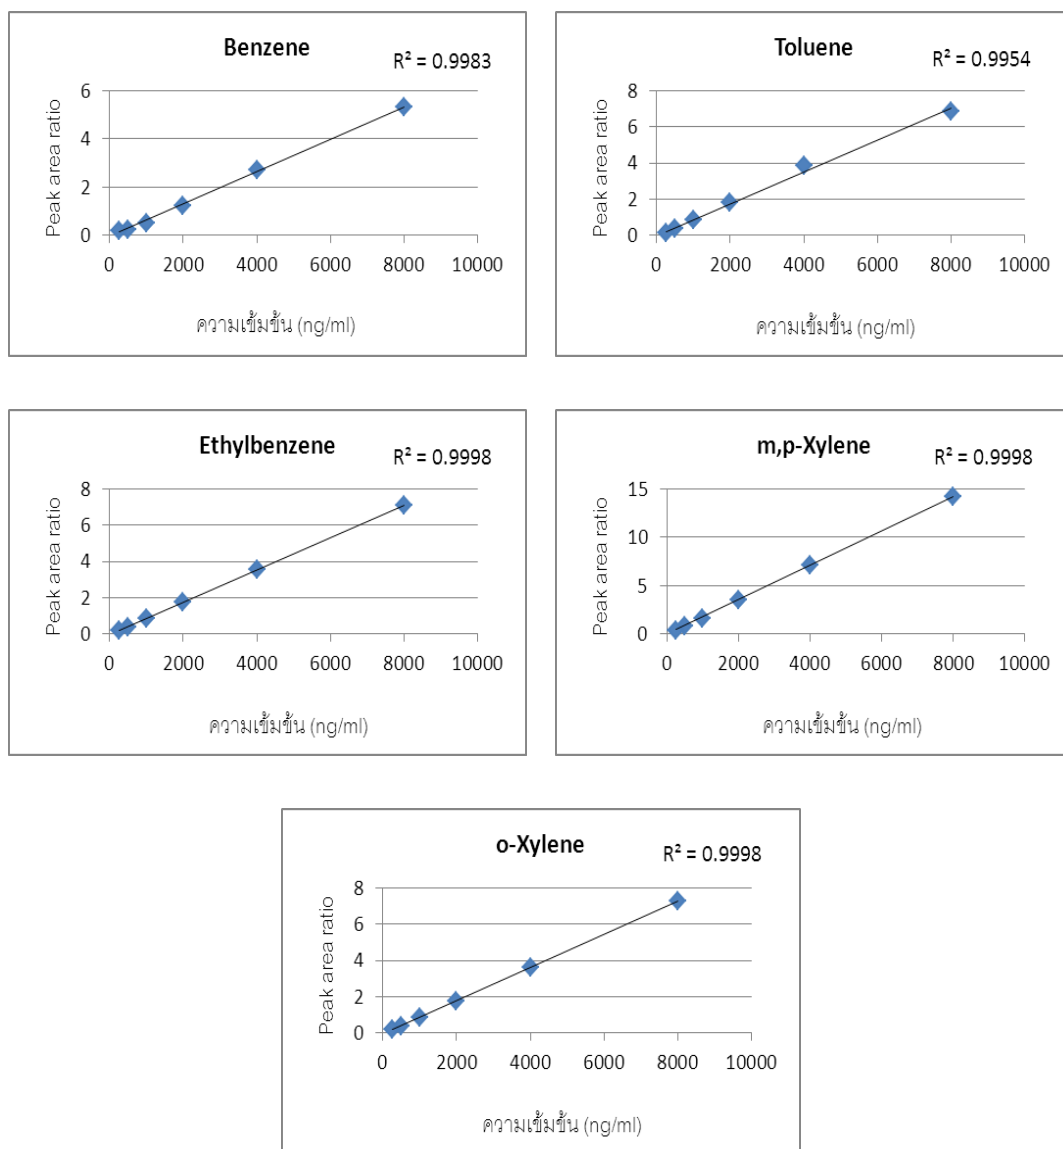 Benzene
R² = 0.9983
Peak area ratio
6
4
2
0
0 2000 4000 6000 8000 10000
ความเข้มข้น (ng/ml)
Toluene
R² = 0.9954
Peak area ratio
8
6
4
2
0
0 2000 4000 6000 8000 10000
ความเข้มข้น (ng/ml)
Ethylbenzene
R² = 0.9998
Peak area ratio
8
6
4
2
0
0 2000 4000 6000 8000 10000
ความเข้มข้น (ng/ml)
m,p-Xylene
R² = 0.9998
Peak area ratio
15
10
5
0
0 2000 4000 6000 8000 10000
ความเข้มข้น (ng/ml)
o-Xylene
R² = 0.9998
Peak area ratio
8
6
4
2
0
0 2000 4000 6000 8000 10000
ความเข้มข้น (ng/ml)